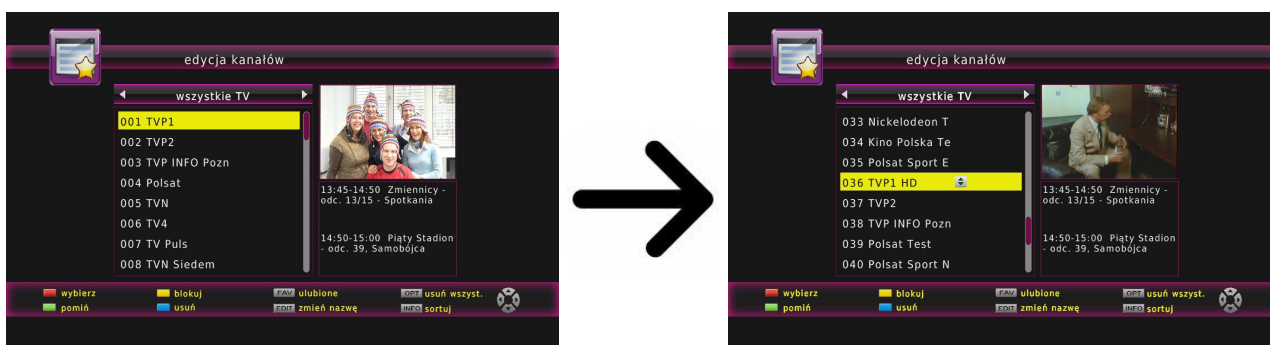 edycja kanałów
wszystkie TV
001 TVP1
002 TVP2
003 TVP INFO Pozn
004 Polsat
005 TVN
006 TV4
007 TV Puls
008 TVN Siedem
13:45-14:50 Zmiennicy -
odc. 13/15 - Spotkania
14:50-15:00 Piąty Stadion
- odc. 39, Samobójca
wybierz blokuj FAV ulubione OPT usuń wszyst.
pomiń usuń EDIT zmień nazwę INFO sortuj
edycja kanałów
wszystkie TV
033 Nickelodeon T
034 Kino Polska Te
035 Polsat Sport E
036 TVP1 HD
037 TVP2
038 TVP INFO Pozn
039 Polsat Test
040 Polsat Sport N
13:45-14:50 Zmiennicy -
odc. 13/15 - Spotkania
14:50-15:00 Piąty Stadion
- odc. 39, Samobójca
wybierz blokuj FAV ulubione OPT usuń wszyst.
pomiń usuń EDIT zmień nazwę INFO sortuj